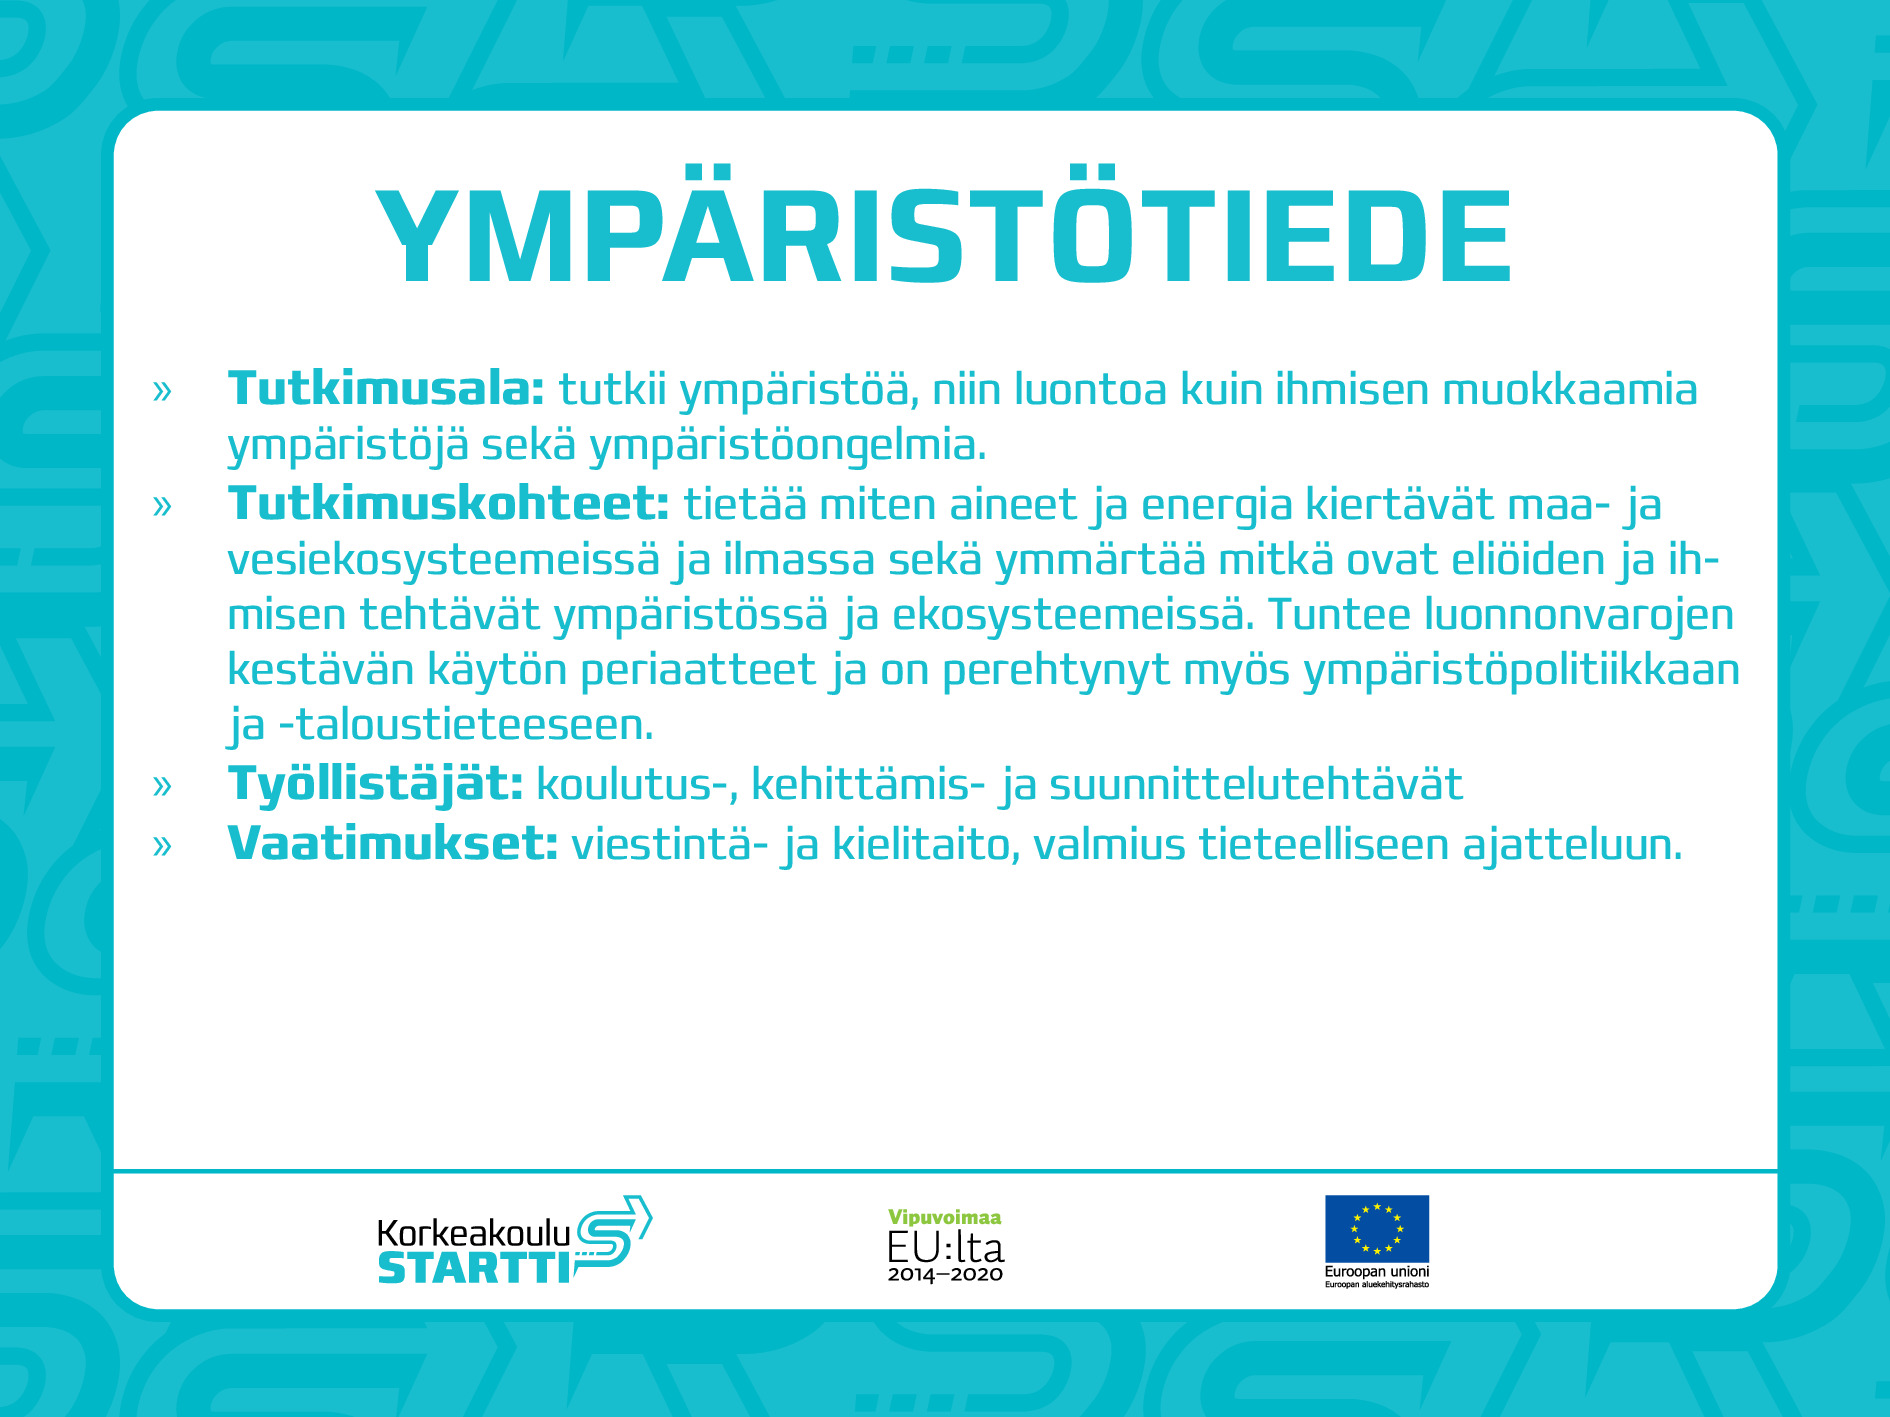 YMPÄRISTÖTIEDE
» Tutkimusala: tutkii ympäristöä, niin luontoa kuin ihmisen muokkaamia
ympäristöjä sekä ympäristöongelmia.
» Tutkimuskohteet: tietää miten aineet ja energia kiertävät maa- ja
vesiekosysteemeissä ja ilmassa sekä ymmärtää mitkä ovat eliöiden ja ih-
misen tehtävät ympäristössä ja ekosysteemeissä. Tuntee luonnonvarojen
kestävän käytön periaatteet ja on perehtynyt myös ympäristöpolitiikkaan
ja -taloustieteeseen.
» Työllistäjät: koulutus-, kehittämis- ja suunnittelutehtävät
» Vaatimukset: viestintä- ja kielitaito, valmius tieteelliseen ajatteluun.
Korkeakoulu
STARTTI
Vipuvoimaa
EU:lta
2014–2020
Euroopan unioni
Euroopan aluekehitysrahasto